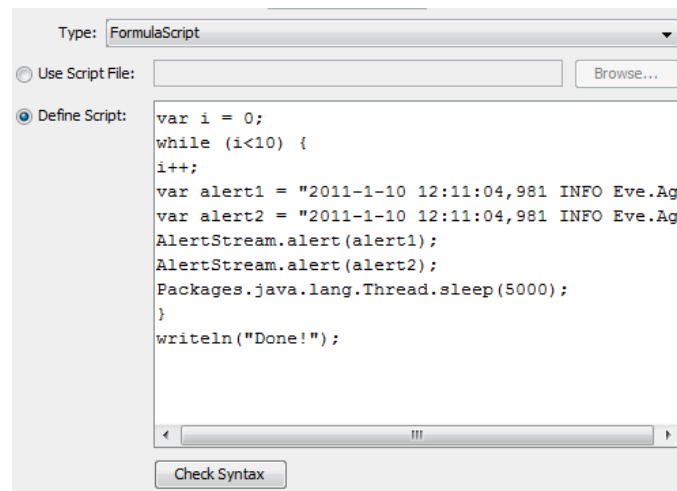 Type: FormulaScript
Use Script File: Browse...
Define Script:
var i = 0;
while (i<10) {
i++;
var alert1 = "2011-1-10 12:11:04,981 INFO Eve.Ag
var alert2 = "2011-1-10 12:11:04,981 INFO Eve.Ag
AlertStream.alert(alert1);
AlertStream.alert(alert2);
Packages.java.lang.Thread.sleep(5000);
}
writeln("Done!");
Check Syntax